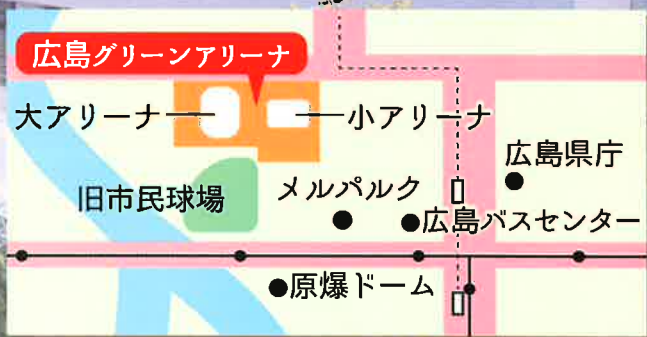 広島グリーンアリーナ
大アリーナ
小アリーナ
広島県庁
旧市民球場
メルパルク
広島バスセンター
原爆ドーム